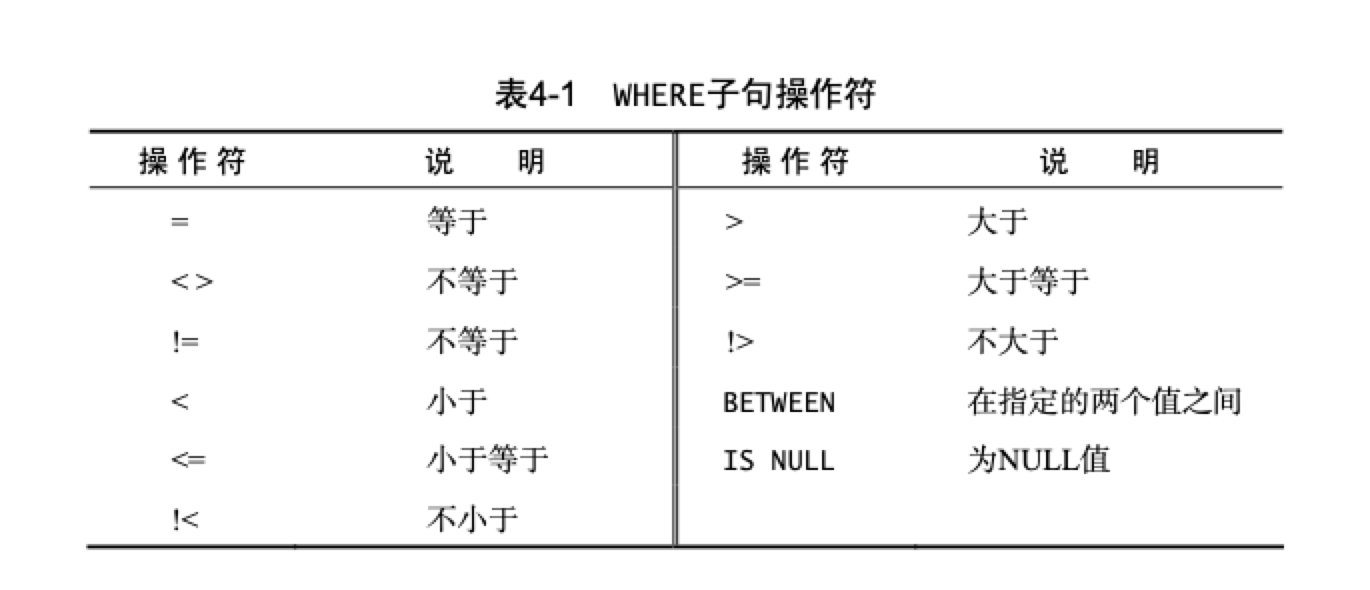 表4-1 WHERE子句操作符
操作符 说明 操作符 说明
= 等于 > 大于
<> 不等于 >= 大于等于
!= 不等于 !> 不大于
< 小于 BETWEEN 在指定的两个值之间
<= 小于等于 IS NULL 为NULL值
!< 不小于